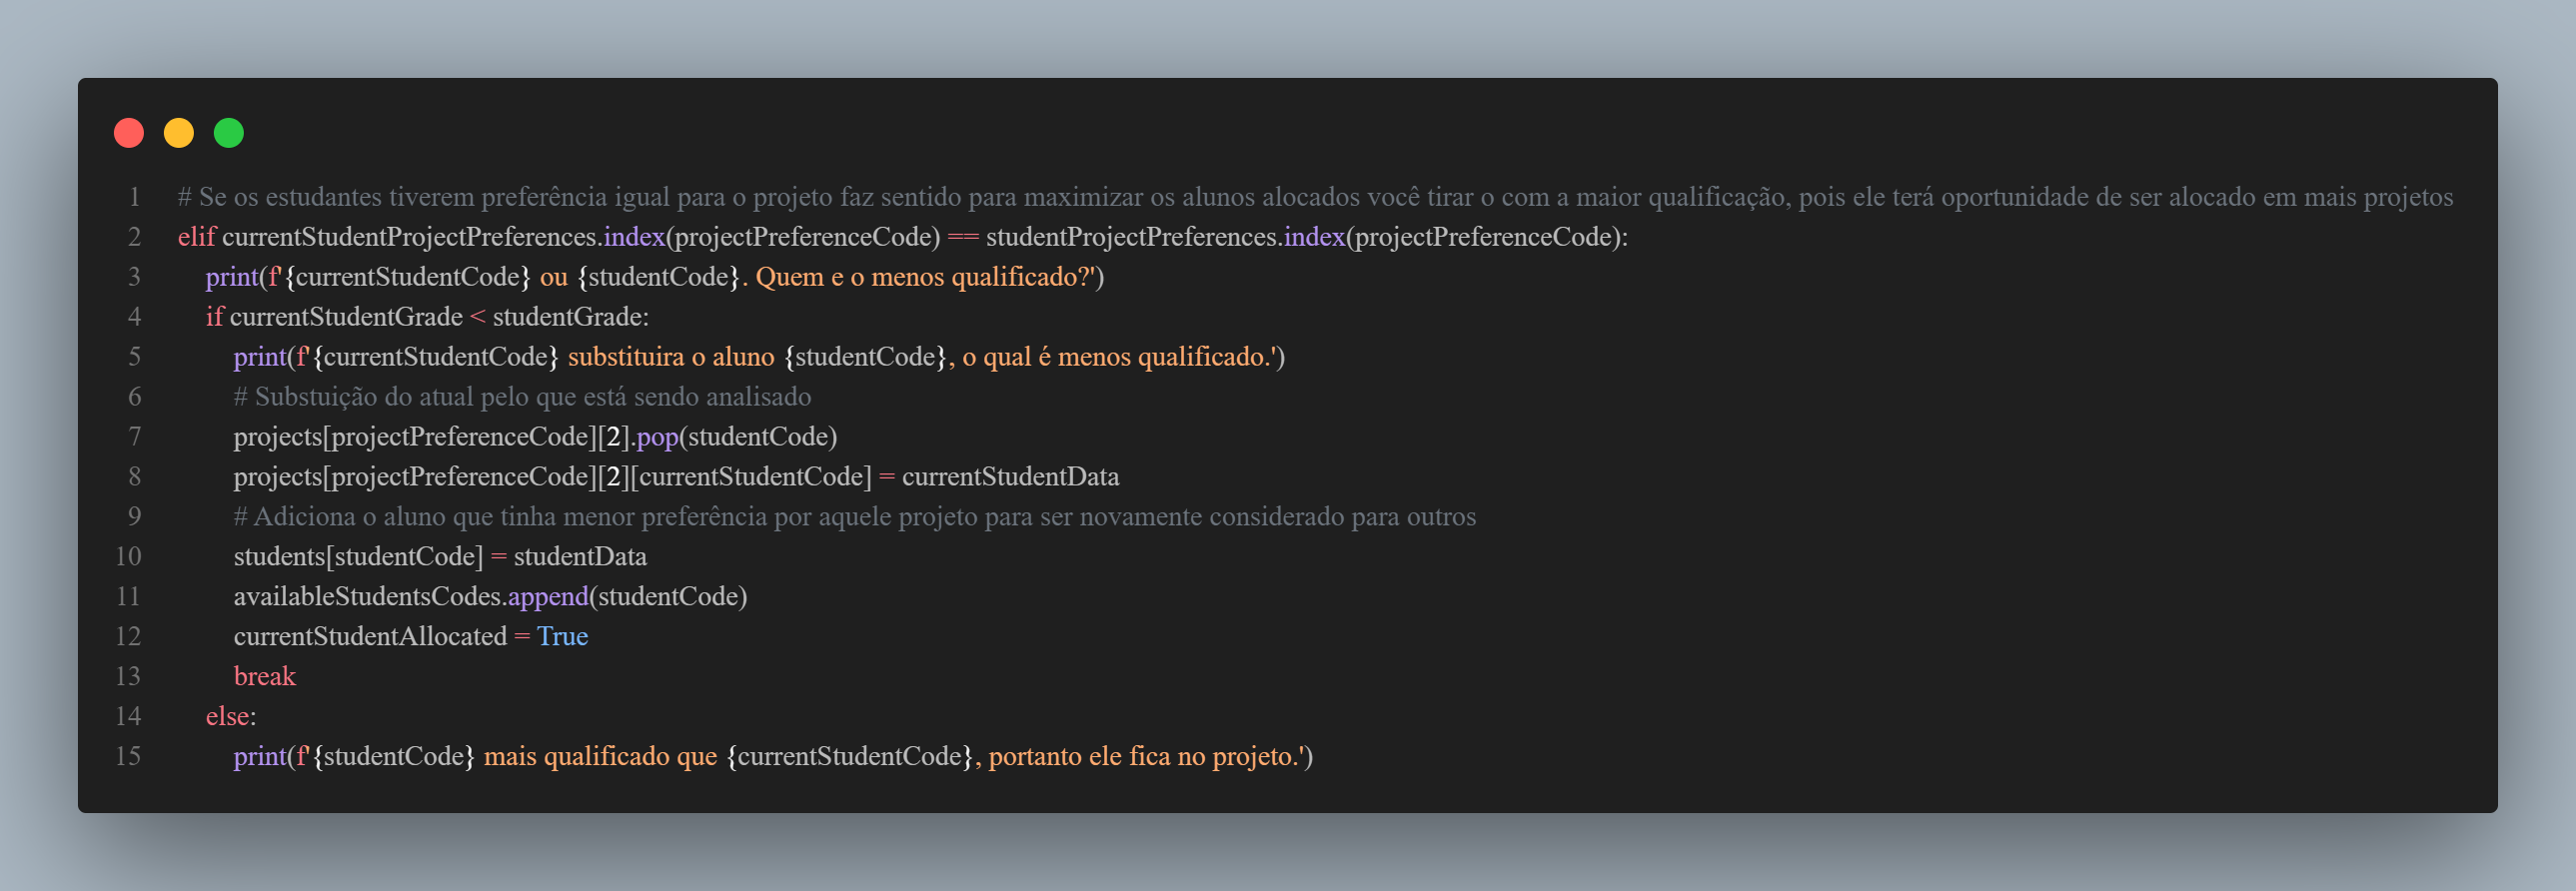 1 # Se os estudantes tiverem preferência igual para o projeto faz sentido para maximizar os alunos alocados você tirar o com a maior qualificação, pois ele terá oportunidade de ser alocado em mais projetos
2 elif currentStudentProjectPreferences.index(projectPreferenceCode) == studentProjectPreferences.index(projectPreferenceCode):
3     print(f'{currentStudentCode} ou {studentCode}. Quem e o menos qualificado?')
4     if currentStudentGrade < studentGrade:
5         print(f'{currentStudentCode} substituira o aluno {studentCode}, o qual é menos qualificado.')
6         # Substuição do atual pelo que está sendo analisado
7         projects[projectPreferenceCode][2].pop(studentCode)
8         projects[projectPreferenceCode][2][currentStudentCode] = currentStudentData
9         # Adiciona o aluno que tinha menor preferência por aquele projeto para ser novamente considerado para outros
10         students[studentCode] = studentData
11         availableStudentsCodes.append(studentCode)
12         currentStudentAllocated = True
13         break
14     else:
15         print(f'{studentCode} mais qualificado que {currentStudentCode}, portanto ele fica no projeto.')